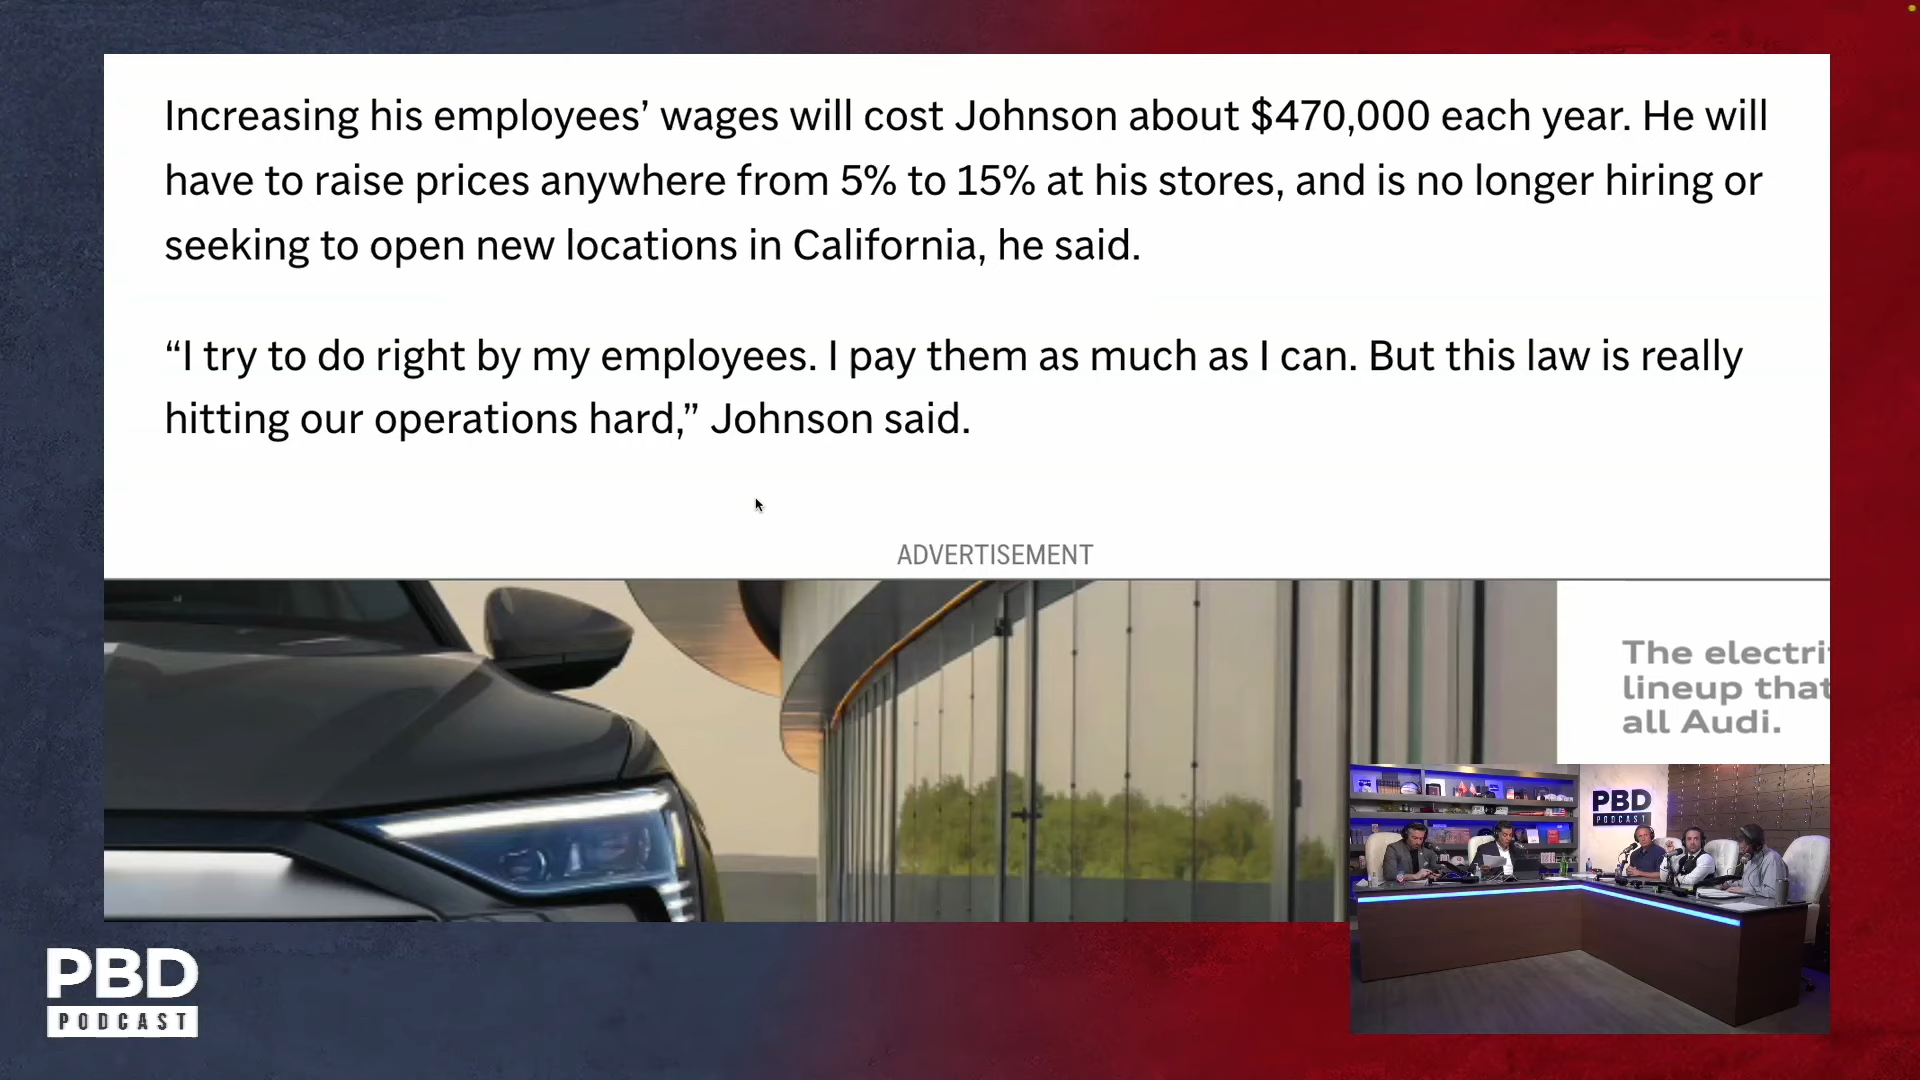 Increasing his employees’ wages will cost Johnson about $470,000 each year. He will
have to raise prices anywhere from 5% to 15% at his stores, and is no longer hiring or
seeking to open new locations in California, he said.
“I try to do right by my employees. I pay them as much as I can. But this law is really
hitting our operations hard,” Johnson said.
ADVERTISEMENT
The electri
lineup that
all Audi.
PBD
PODCAST
PBD
PODCAST